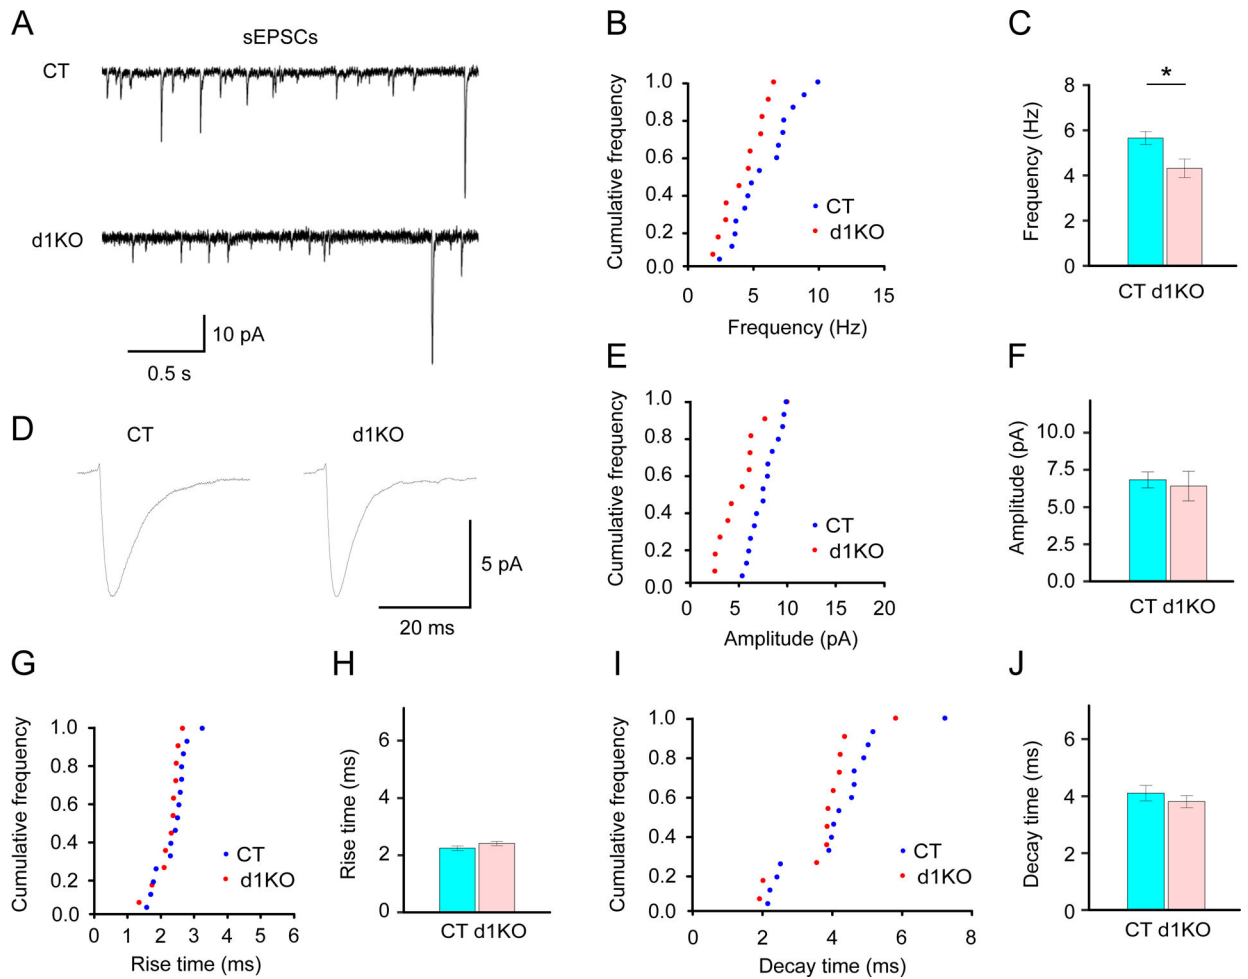 A
sEPSCs
CT
d1KO
10 pA
0.5 s
B
Cumulative frequency
1.0
0.8
0.6
0.4
0.2
0.0
CT
d1KO
0
5
10
15
Frequency (Hz)
C
*
Frequency (Hz)
8
6
4
2
0
CT d1KO
D
CT
d1KO
5 pA
20 ms
E
Cumulative frequency
1.0
0.8
0.6
0.4
0.2
0.0
CT
d1KO
0
5
10
15
20
Amplitude (pA)
F
Amplitude (pA)
10.0
7.5
5.0
2.5
0.0
CT d1KO
G
Cumulative frequency
1.0
0.8
0.6
0.4
0.2
0.0
CT
d1KO
0
1
2
3
4
5
6
Rise time (ms)
H
Rise time (ms)
6
4
2
0
CT d1KO
I
Cumulative frequency
1.0
0.8
0.6
0.4
0.2
0.0
CT
d1KO
0
2
4
6
8
Decay time (ms)
J
Decay time (ms)
6
4
2
0
CT d1KO